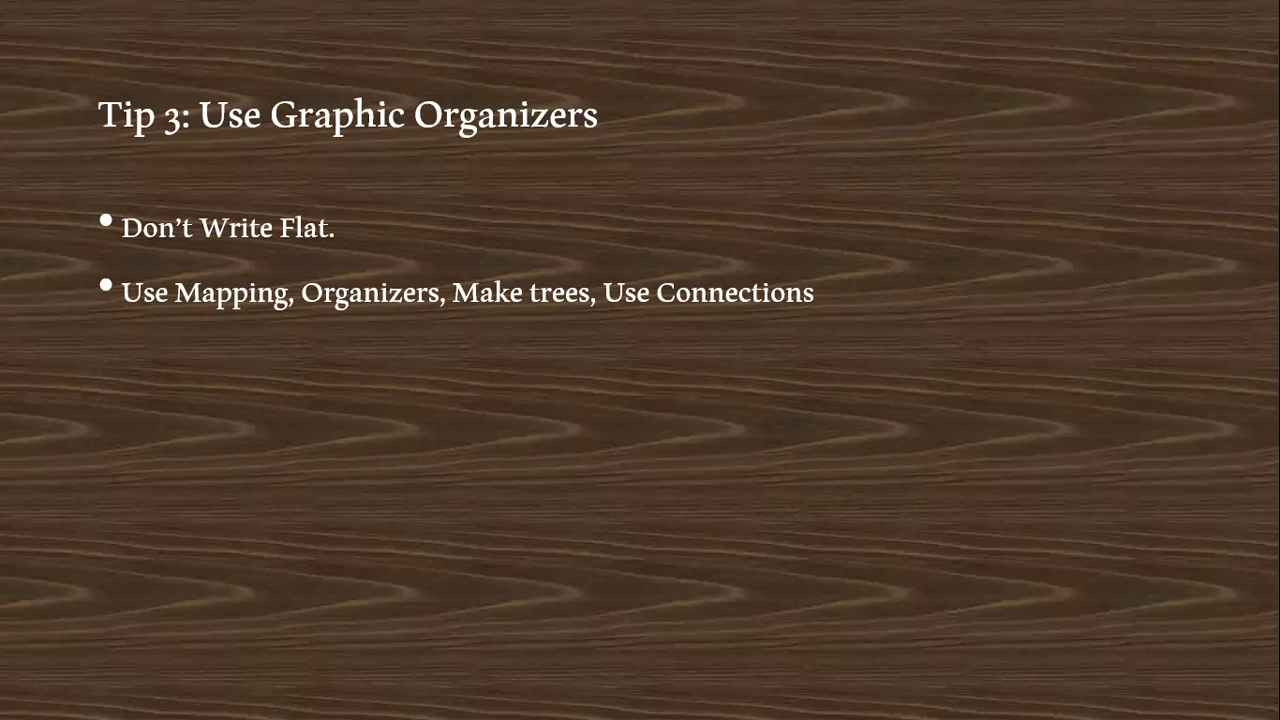 Tip 3: Use Graphic Organizers
• Don’t Write Flat.
• Use Mapping, Organizers, Make trees, Use Connections